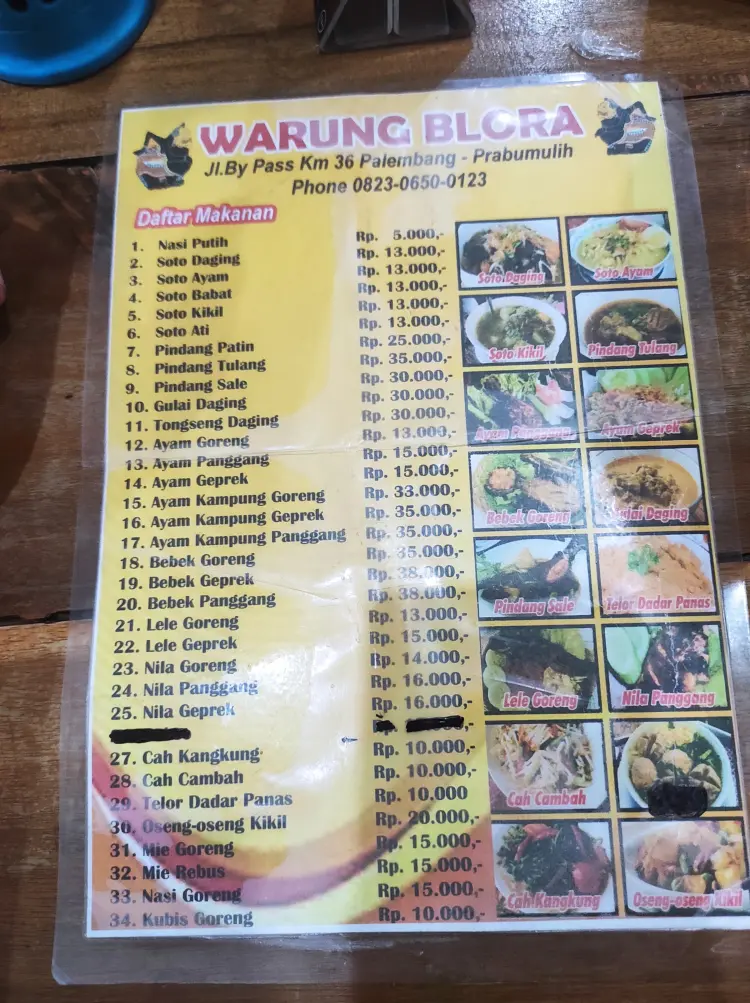 WARUNG BLORA
Jl.By Pass Km 36 Palembang - Prabumulih
Phone 0823-0650-0123
Daftar Makanan
1. Nasi Putih Rp. 5.000,-
2. Soto Daging Rp. 13.000,-
3. Soto Ayam Rp. 13.000,-
4. Soto Babat Rp. 13.000,-
5. Soto Kikil Rp. 13.000,-
6. Soto Ati Rp. 13.000,-
7. Pindang Patin Rp. 25.000,-
8. Pindang Tulang Rp. 35.000,-
9. Pindang Sale Rp. 30.000,-
10. Gulai Daging Rp. 30.000,-
11. Tongseng Daging Rp. 30.000,-
12. Ayam Goreng Rp. 13.000,-
13. Ayam Panggang Rp. 15.000,-
14. Ayam Geprek Rp. 15.000,-
15. Ayam Kampung Goreng Rp. 33.000,-
16. Ayam Kampung Geprek Rp. 35.000,-
17. Ayam Kampung Panggang Rp. 35.000,-
18. Bebek Goreng Rp. 35.000,-
19. Bebek Geprek Rp. 38.000,-
20. Bebek Panggang Rp. 38.000,-
21. Lele Goreng Rp. 13.000,-
22. Lele Geprek Rp. 15.000,-
23. Nila Goreng Rp. 14.000,-
24. Nila Panggang Rp. 16.000,-
25. Nila Geprek Rp. 16.000,-
27. Cah Kangkung Rp. 10.000,-
28. Cah Cambah Rp. 10.000,-
29. Telor Dadar Panas Rp. 10.000
30. Oseng-oseng Kikil Rp. 20.000,-
31. Mie Goreng Rp. 15.000,-
32. Mie Rebus Rp. 15.000,-
33. Nasi Goreng Rp. 15.000,-
34. Kubis Goreng Rp. 10.000,-
Soto Daging
Soto Ayam
Soto Kikil
Pindang Tulang
Ayam Panggang
Ayam Geprek
Bebek Goreng
Gulai Daging
Pindang Sale
Telor Dadar Panas
Lele Goreng
Nila Panggang
Cah Cambah
Cah Kangkung
Oseng-oseng Kikil